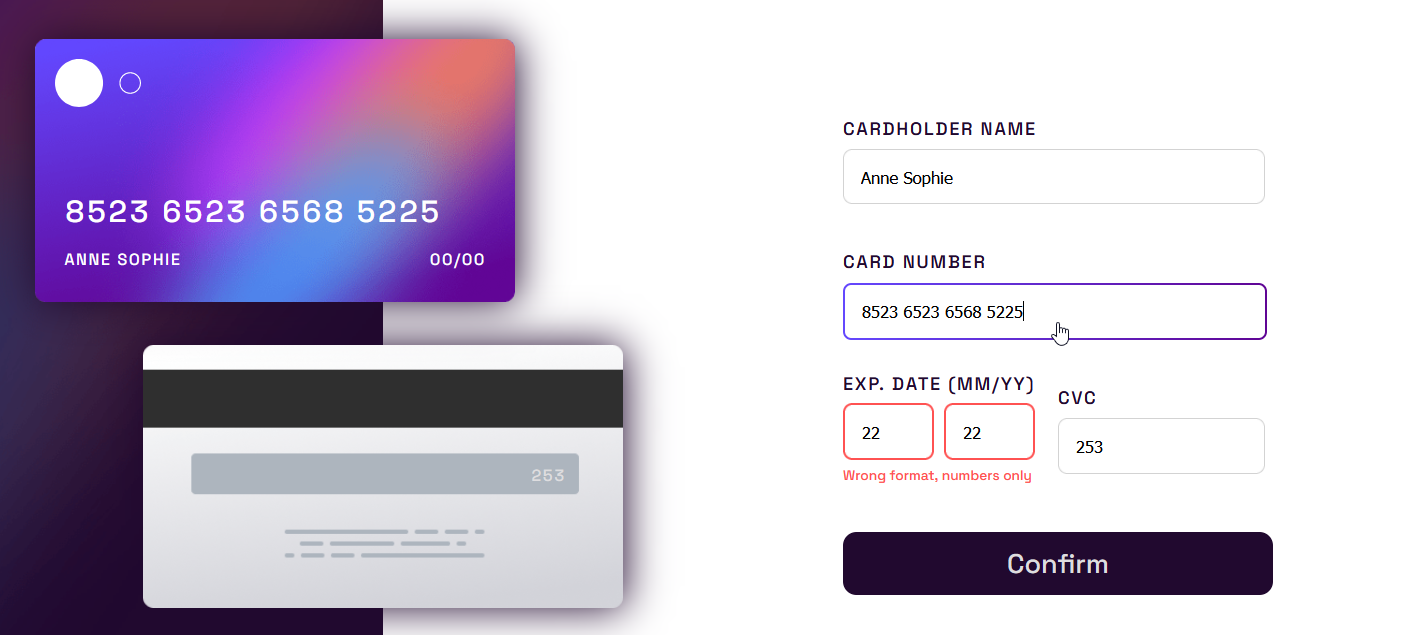 8523 6523 6568 5225
ANNE SOPHIE 00/00
253
CARDHOLDER NAME
Anne Sophie
CARD NUMBER
8523 6523 6568 5225
EXP. DATE (MM/YY)
22 22
Wrong format, numbers only
CVC
253
Confirm